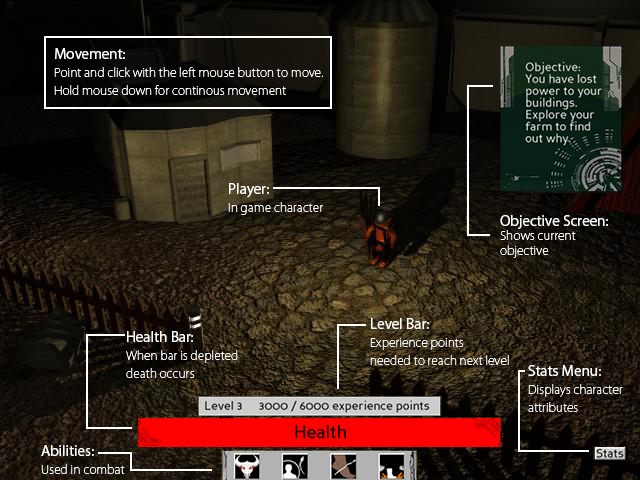 Movement:
Point and click with the left mouse button to move.
Hold mouse down for continous movement
Objective:
You have lost
power to your
buildings.
Explore your
farm to find
out why.
Player:
In game character
Objective Screen:
Shows current
objective
Health Bar:
When bar is depleted
death occurs
Level Bar:
Experience points
needed to reach next level
Stats Menu:
Displays character
attributes
Level 3 3000 / 6000 experience points
Health
Abilities:
Used in combat
Stats